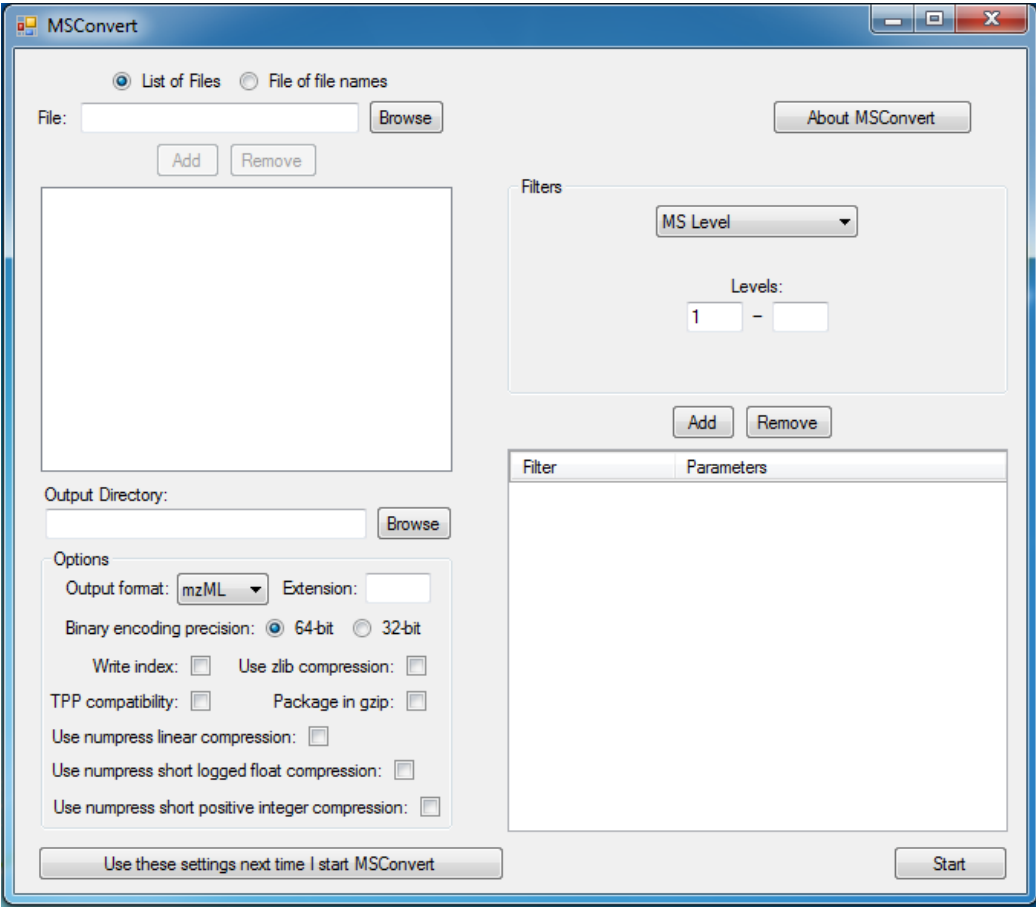 MSConvert
List of Files File of file names
File: Browse
About MSConvert
Add Remove
Filters
MS Level
Levels:
1 –
Add Remove
Filter Parameters
Output Directory:
Browse
Options
Output format: mzML Extension:
Binary encoding precision: 64-bit 32-bit
Write index: Use zlib compression:
TPP compatibility: Package in gzip:
Use numpress linear compression:
Use numpress short logged float compression:
Use numpress short positive integer compression:
Use these settings next time I start MSConvert
Start